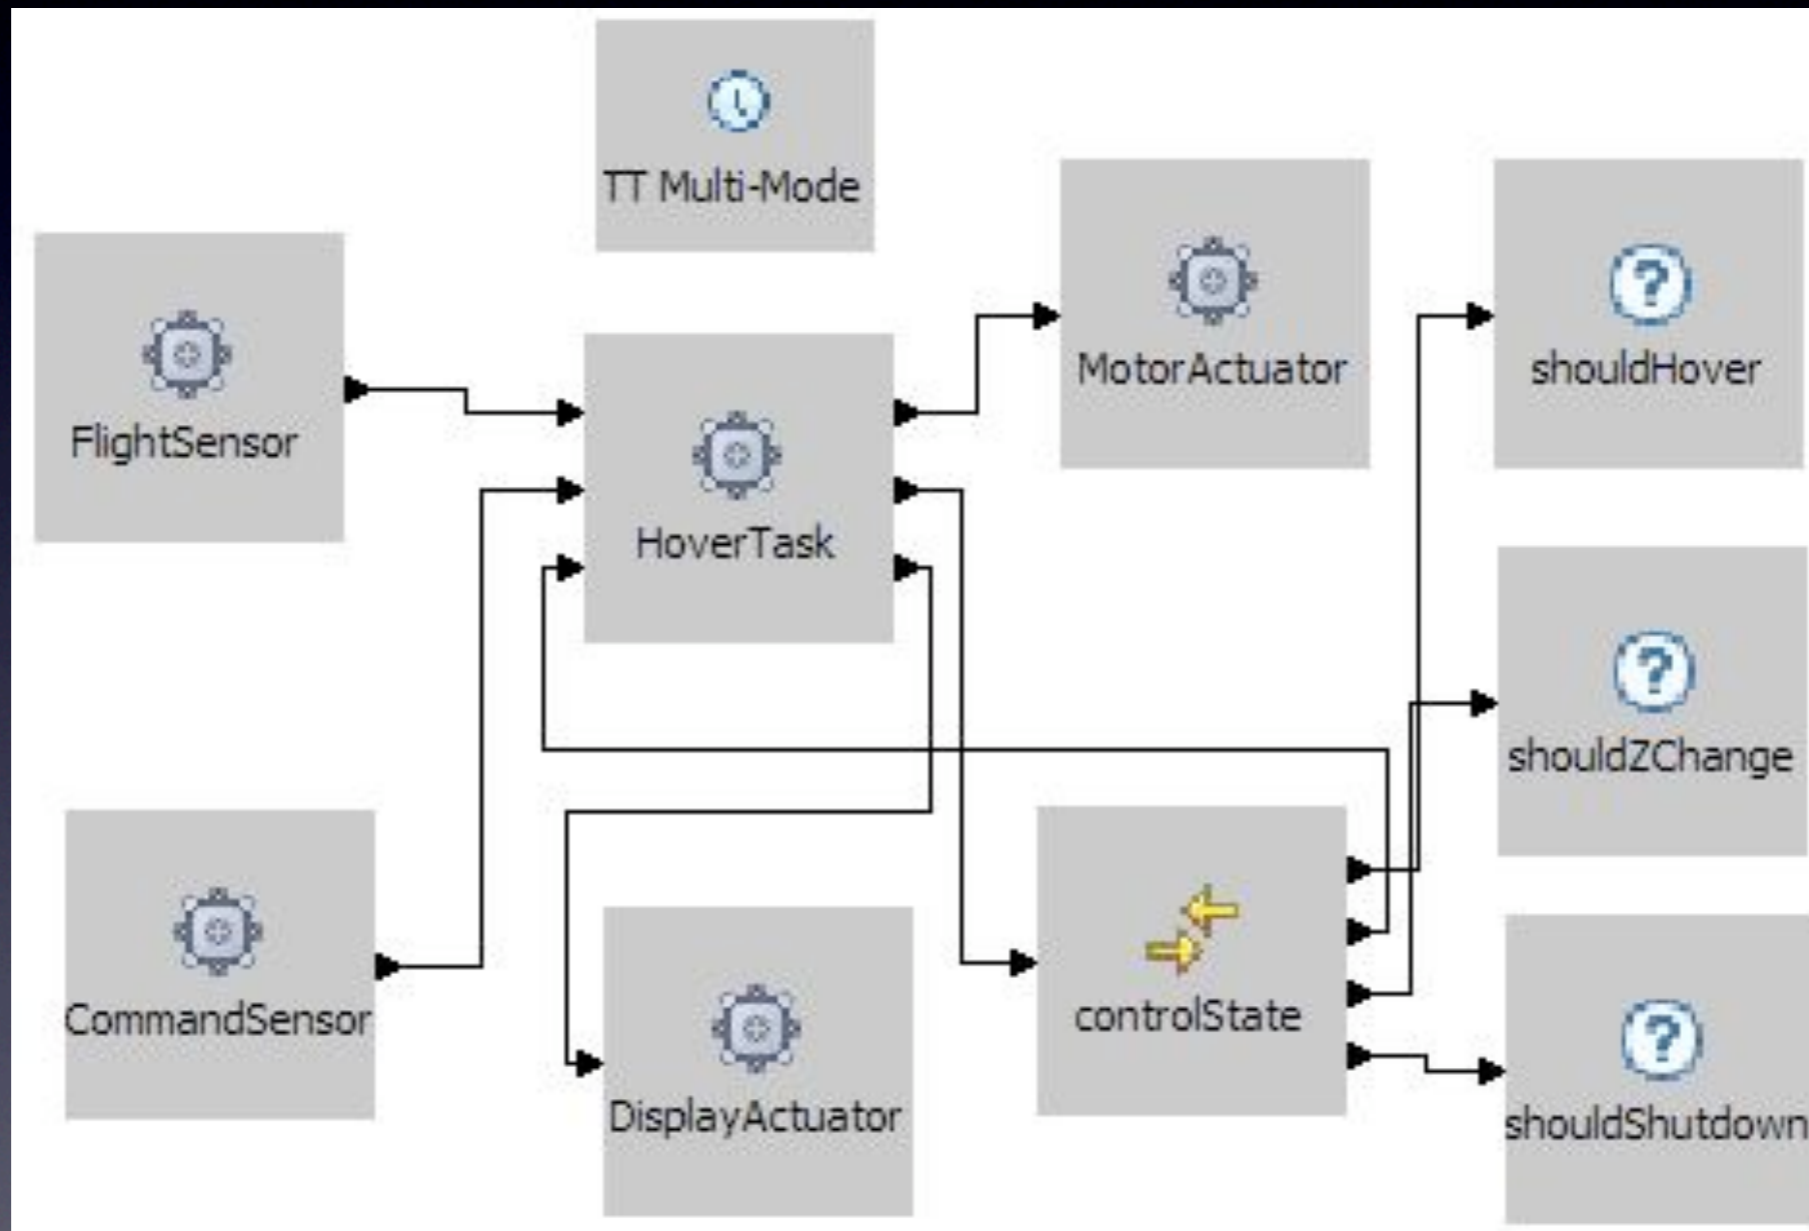 TT Multi-Mode
FlightSensor
HoverTask
MotorActuator
shouldHover
shouldZChange
CommandSensor
DisplayActuator
controlState
shouldShutdown